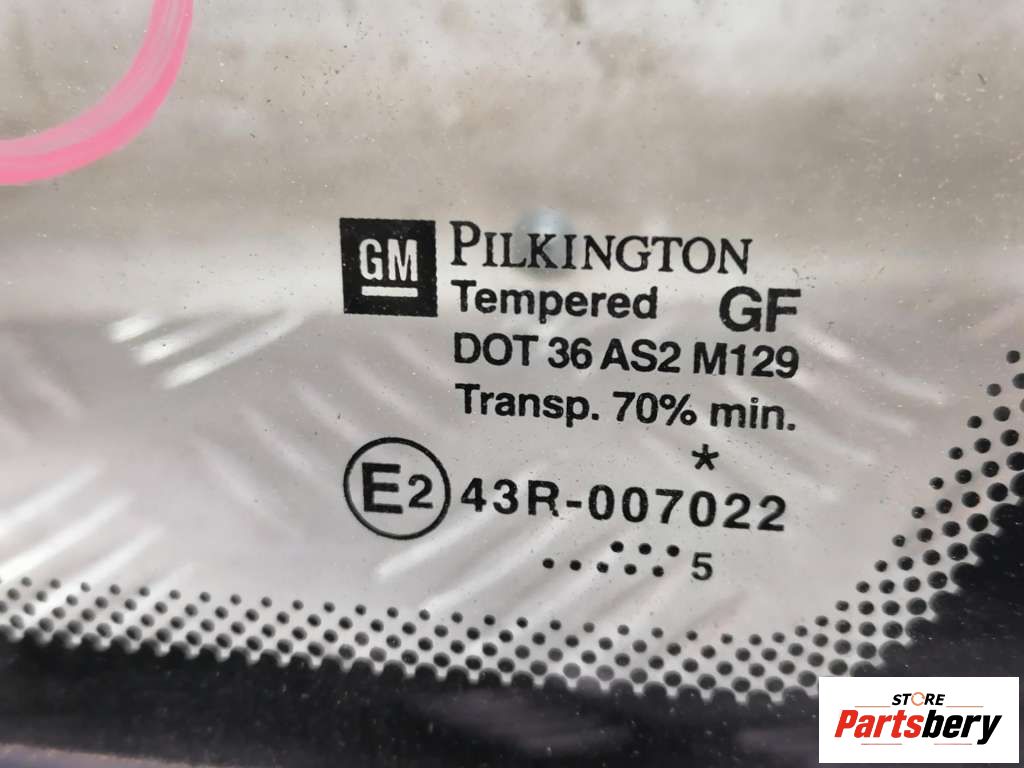 GM PILKINGTON
Tempered GF
DOT 36 AS2 M129
Transp. 70% min.
*
E2 43R-007022
5
STORE
Partsbery